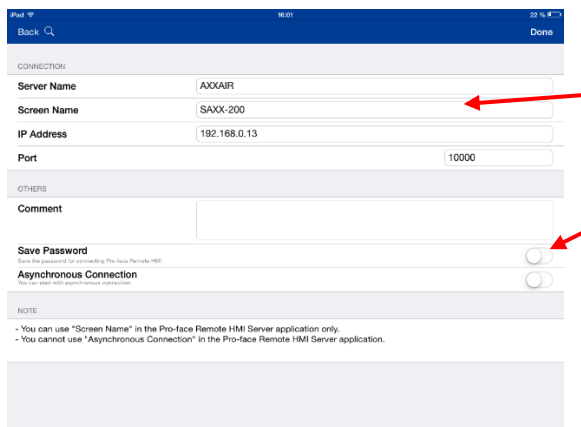 iPad 16:01 22 %
Back Done
CONNECTION
Server Name AXXAIR
Screen Name SAXX-200
IP Address 192.168.0.13
Port 10000
OTHERS
Comment
Save Password
Save the password for connecting Pro-face Remote HMI
Asynchronous Connection
You can start with asynchronous connection
NOTE
- You can use "Screen Name" in the Pro-face Remote HMI Server application only.
- You cannot use "Asynchronous Connection" in the Pro-face Remote HMI Server application.